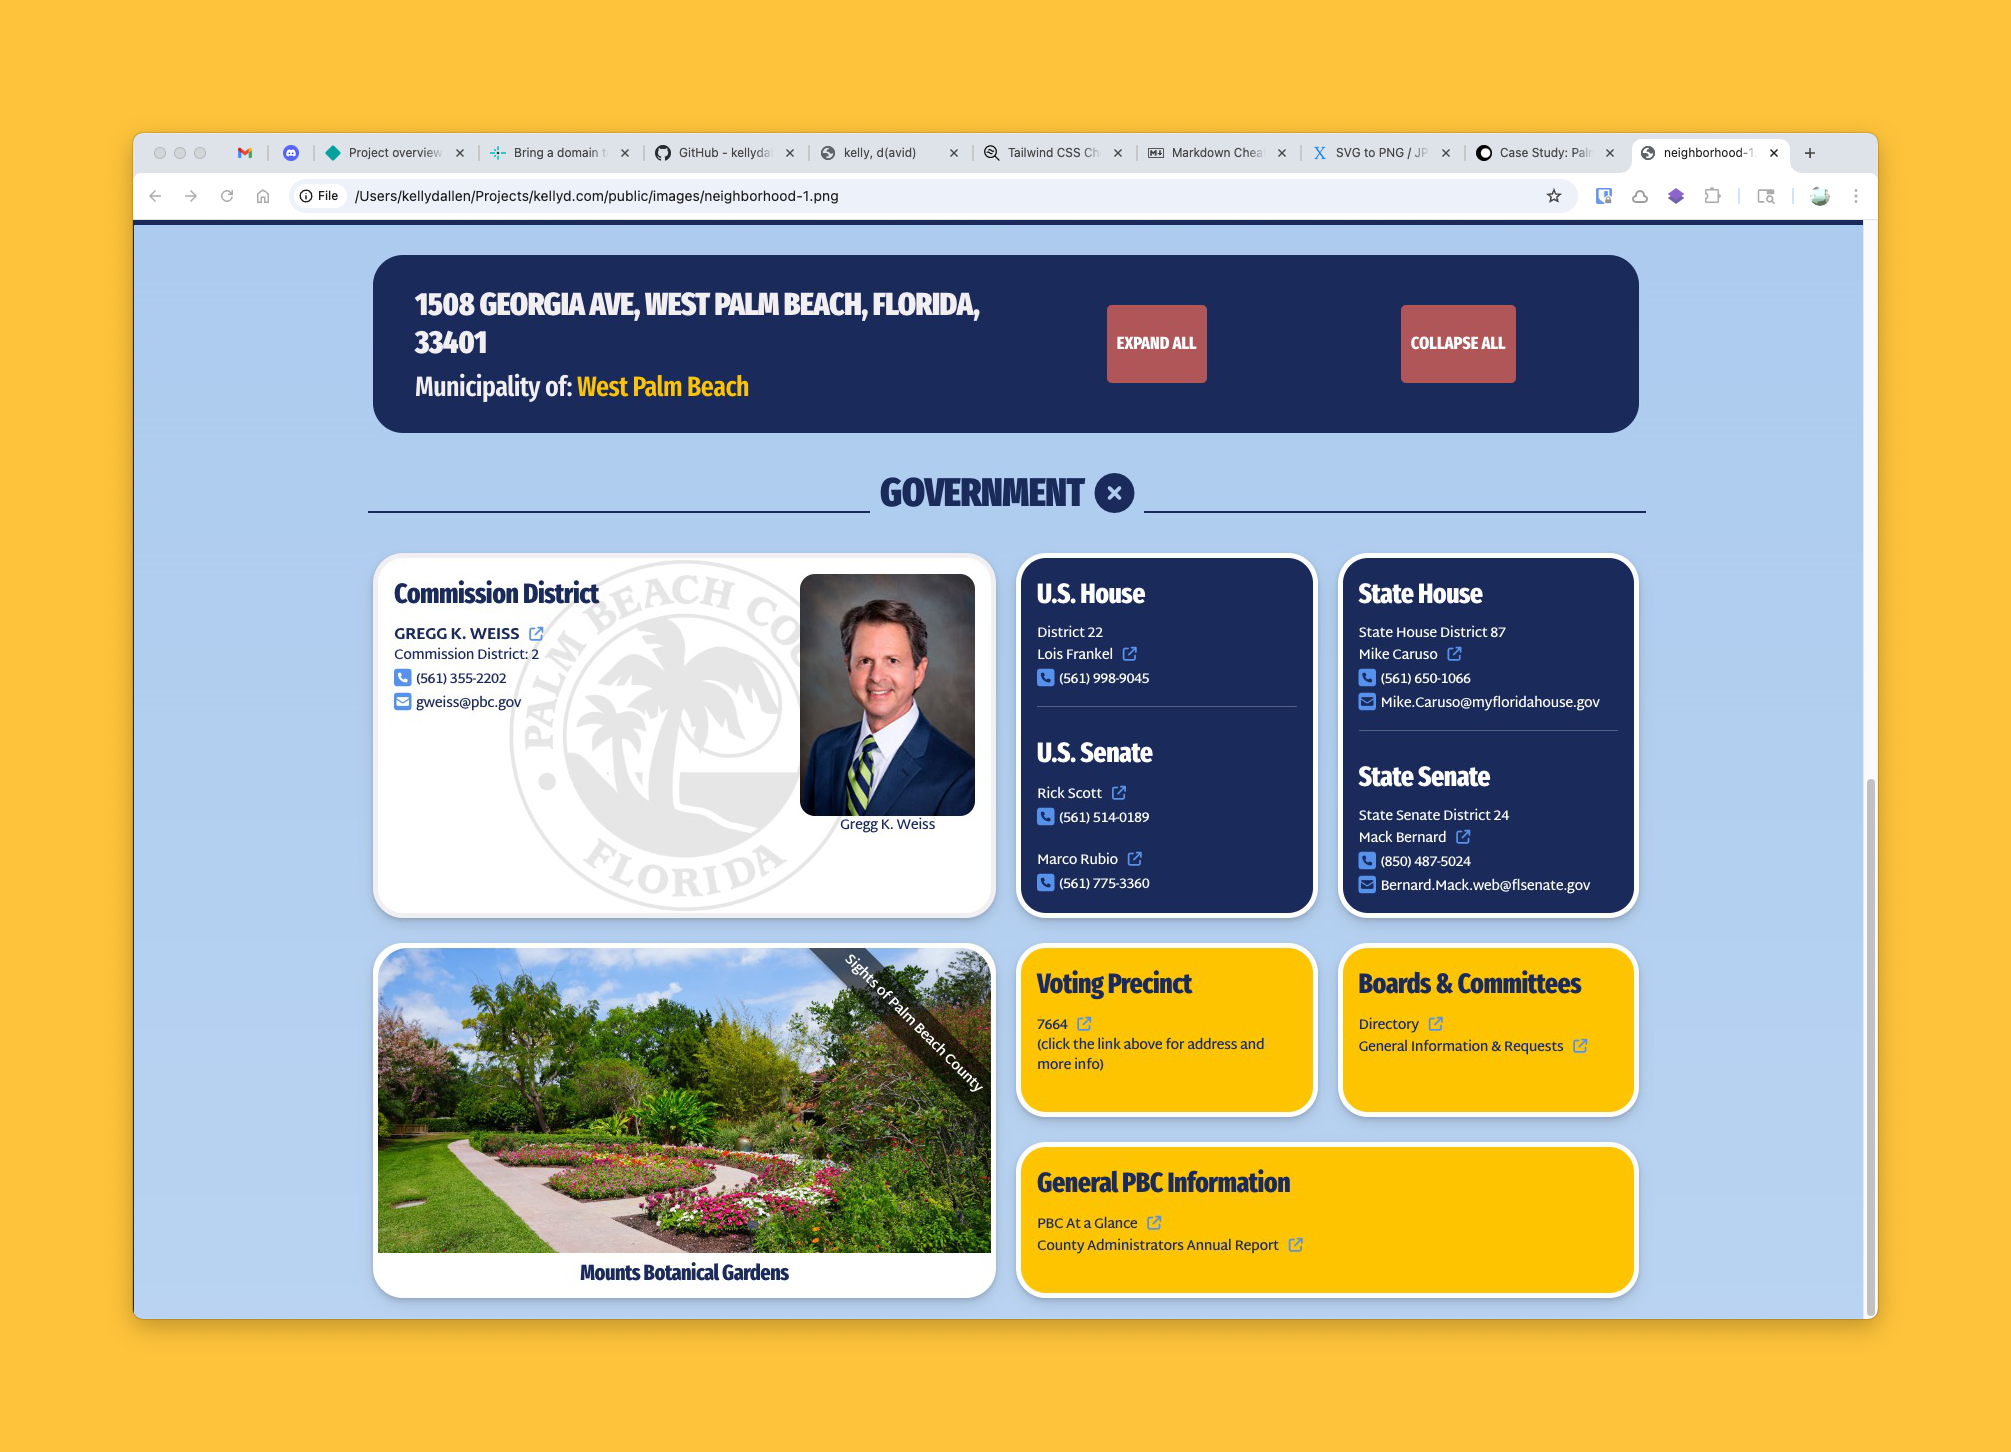 Project overview
Bring a domain t
GitHub - kellyda
kelly, d(avid)
Tailwind CSS Ch
Markdown Chea
SVG to PNG / JP
Case Study: Pal
neighborhood-1.
File
/Users/kellydallen/Projects/kellyd.com/public/images/neighborhood-1.png
1508 GEORGIA AVE, WEST PALM BEACH, FLORIDA,
33401
Municipality of: West Palm Beach
EXPAND ALL
COLLAPSE ALL
GOVERNMENT
Commission District
GREGG K. WEISS
Commission District: 2
(561) 355-2202
gweiss@pbc.gov
PALM BEACH COU
FLORIDA
Gregg K. Weiss
U.S. House
District 22
Lois Frankel
(561) 998-9045
U.S. Senate
Rick Scott
(561) 514-0189
Marco Rubio
(561) 775-3360
State House
State House District 87
Mike Caruso
(561) 650-1066
Mike.Caruso@myfloridahouse.gov
State Senate
State Senate District 24
Mack Bernard
(850) 487-5024
Bernard.Mack.web@flsenate.gov
Sights of Palm Beach County
Mounts Botanical Gardens
Voting Precinct
7664
(click the link above for address and
more info)
Boards & Committees
Directory
General Information & Requests
General PBC Information
PBC At a Glance
County Administrators Annual Report